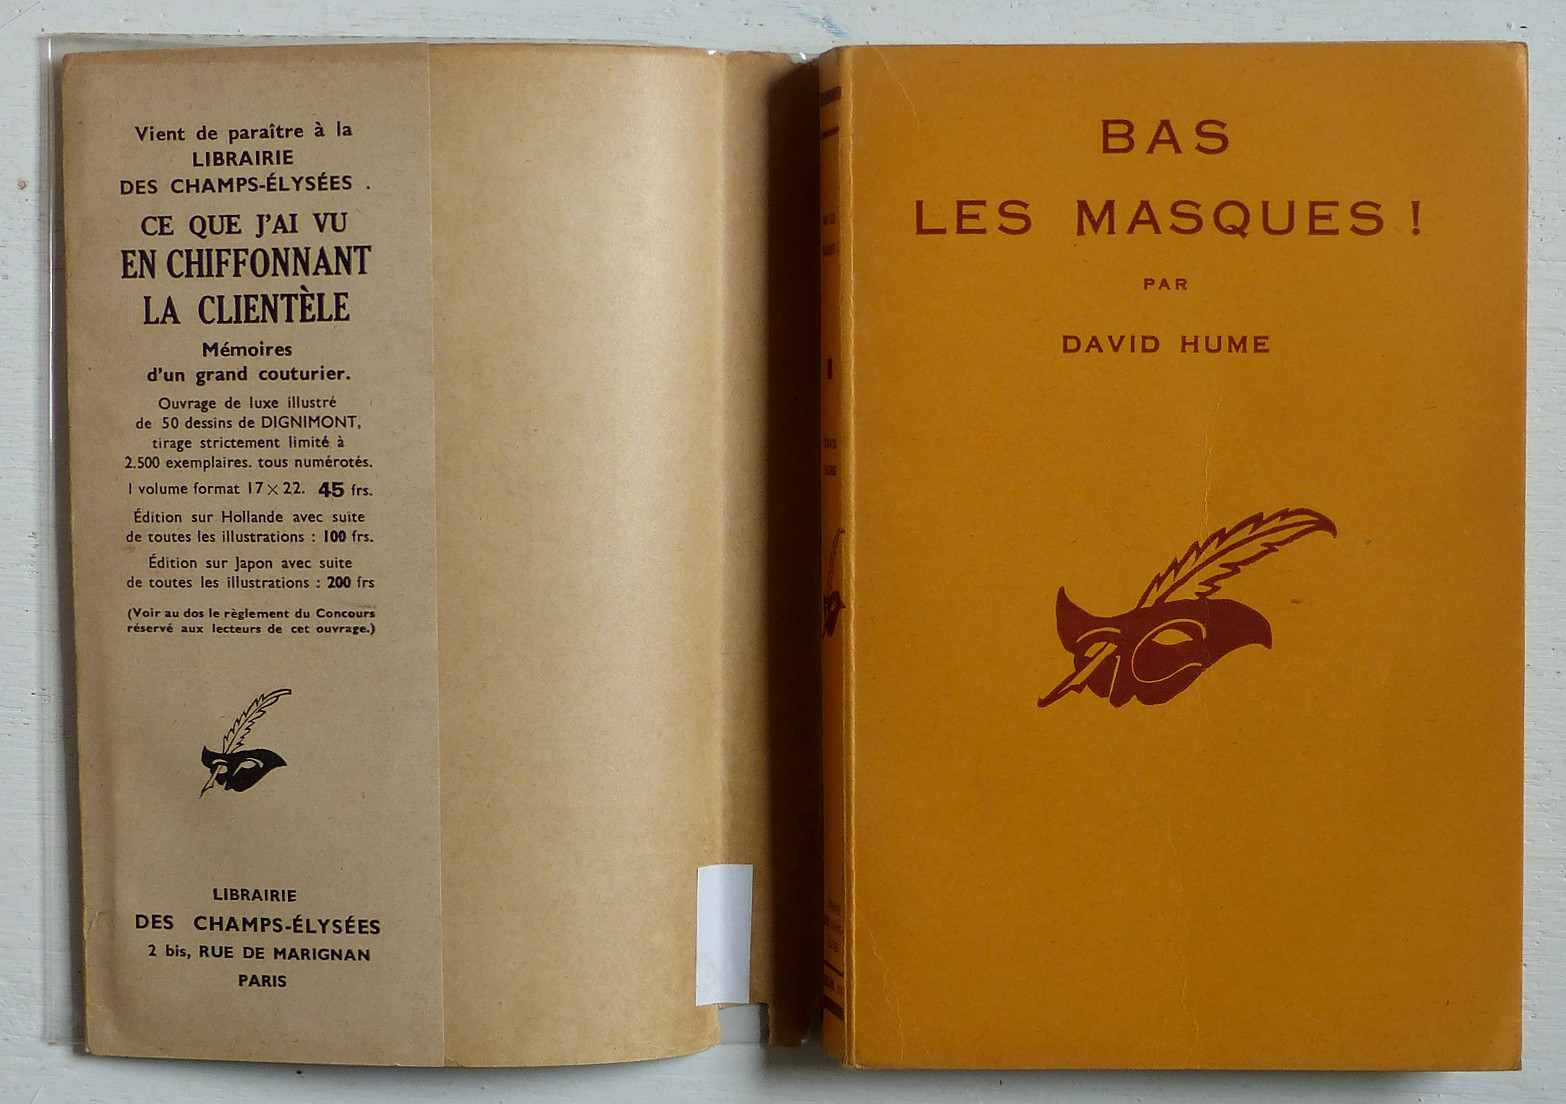 Vient de paraître à la
LIBRAIRIE
DES CHAMPS-ÉLYSÉES .
CE QUE J'AI VU
EN CHIFFONNANT
LA CLIENTÈLE
Mémoires
d'un grand couturier.
Ouvrage de luxe illustré
de 50 dessins de DIGNIMONT,
tirage strictement limité à
2.500 exemplaires. tous numérotés.
1 volume format 17 × 22. 45 frs.
Édition sur Hollande avec suite
de toutes les illustrations : 100 frs.
Édition sur Japon avec suite
de toutes les illustrations : 200 frs
(Voir au dos le règlement du Concours
réservé aux lecteurs de cet ouvrage.)
LIBRAIRIE
DES CHAMPS-ÉLYSÉES
2 bis, RUE DE MARIGNAN
PARIS
DAVID
HUME
BAS
LES MASQUES !
PAR
DAVID HUME